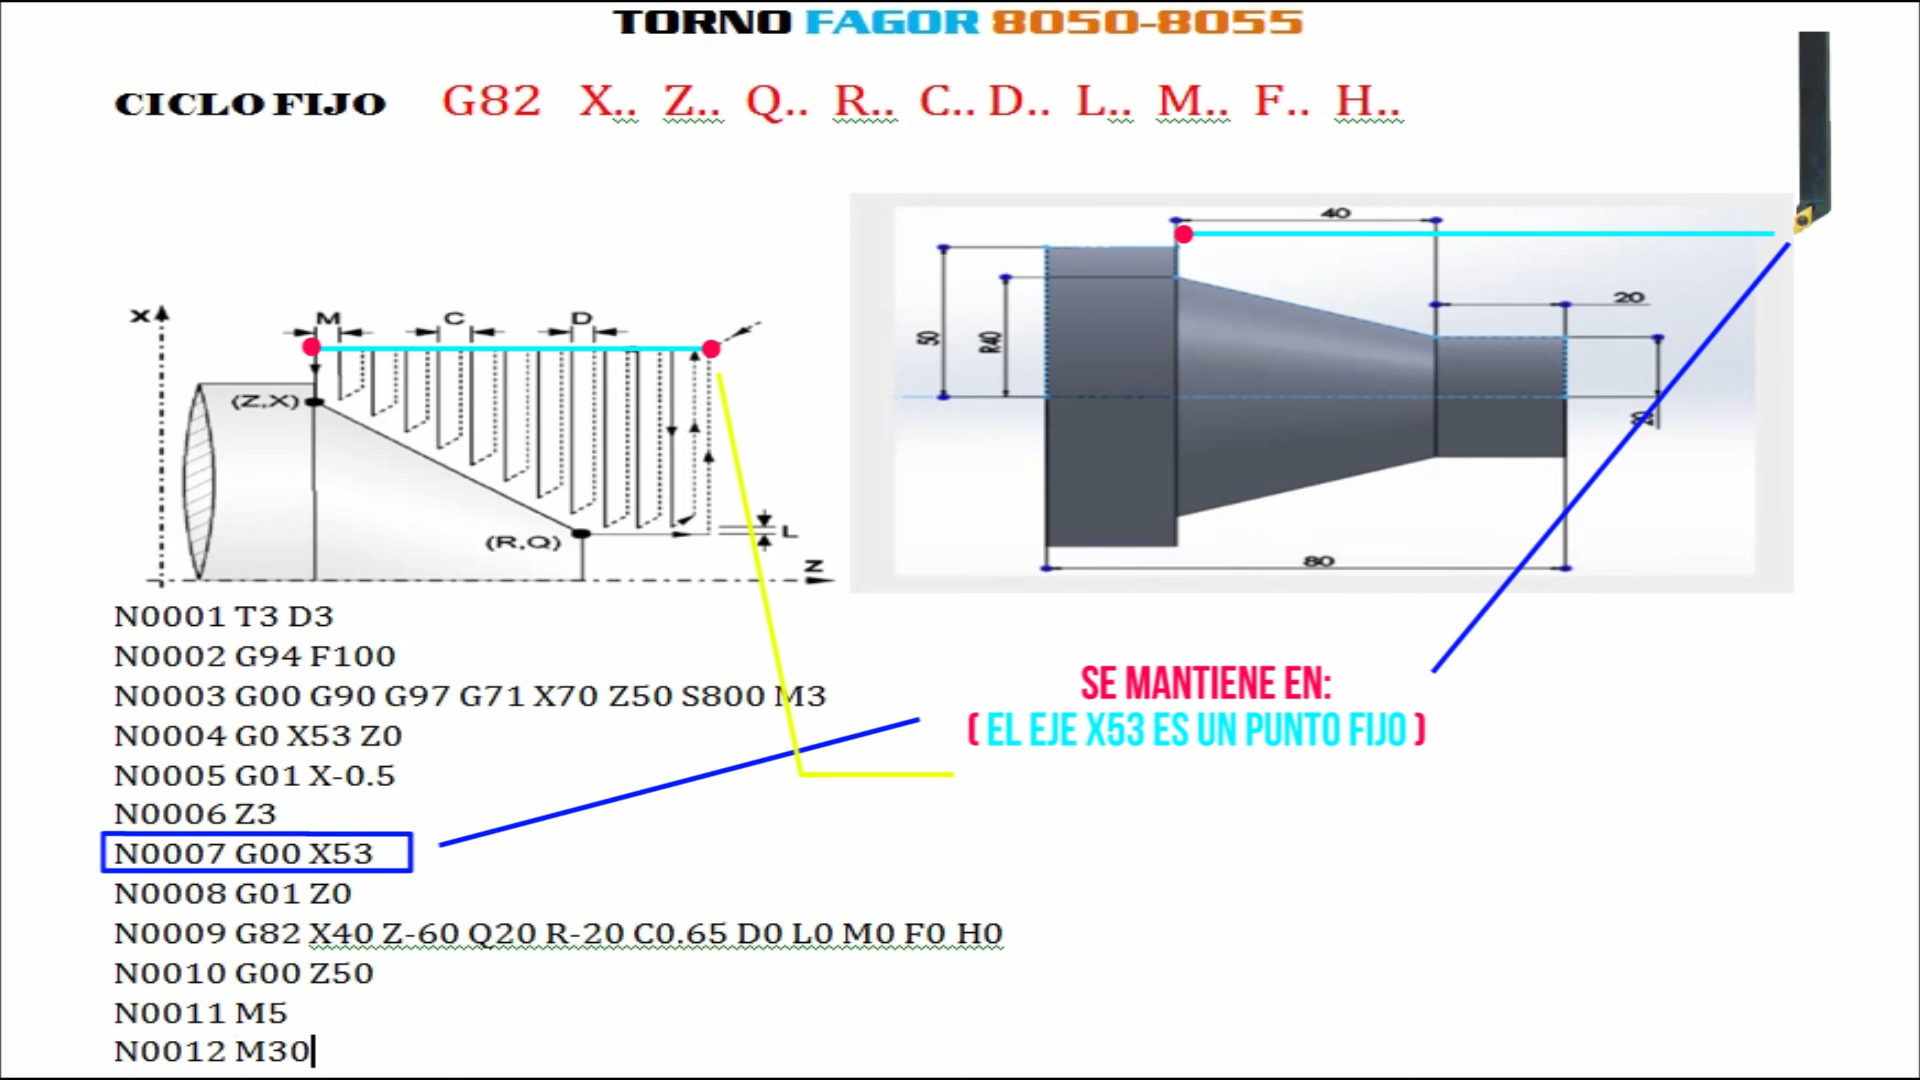 TORNO FAGOR 8050-8055
CICLO FIJO G82 X.. Z.. Q.. R.. C.. D.. L.. M.. F.. H..
X
M C D
(Z,X)
(R,Q)
L
Z
40
20
50
R40
80
N0001 T3 D3
N0002 G94 F100
N0003 G00 G90 G97 G71 X70 Z50 S800 M3
N0004 G0 X53 Z0
N0005 G01 X-0.5
N0006 Z3
N0007 G00 X53
N0008 G01 Z0
N0009 G82 X40 Z-60 Q20 R-20 C0.65 D0 L0 M0 F0 H0
N0010 G00 Z50
N0011 M5
N0012 M30
SE MANTIENE EN:
( EL EJE X53 ES UN PUNTO FIJO )